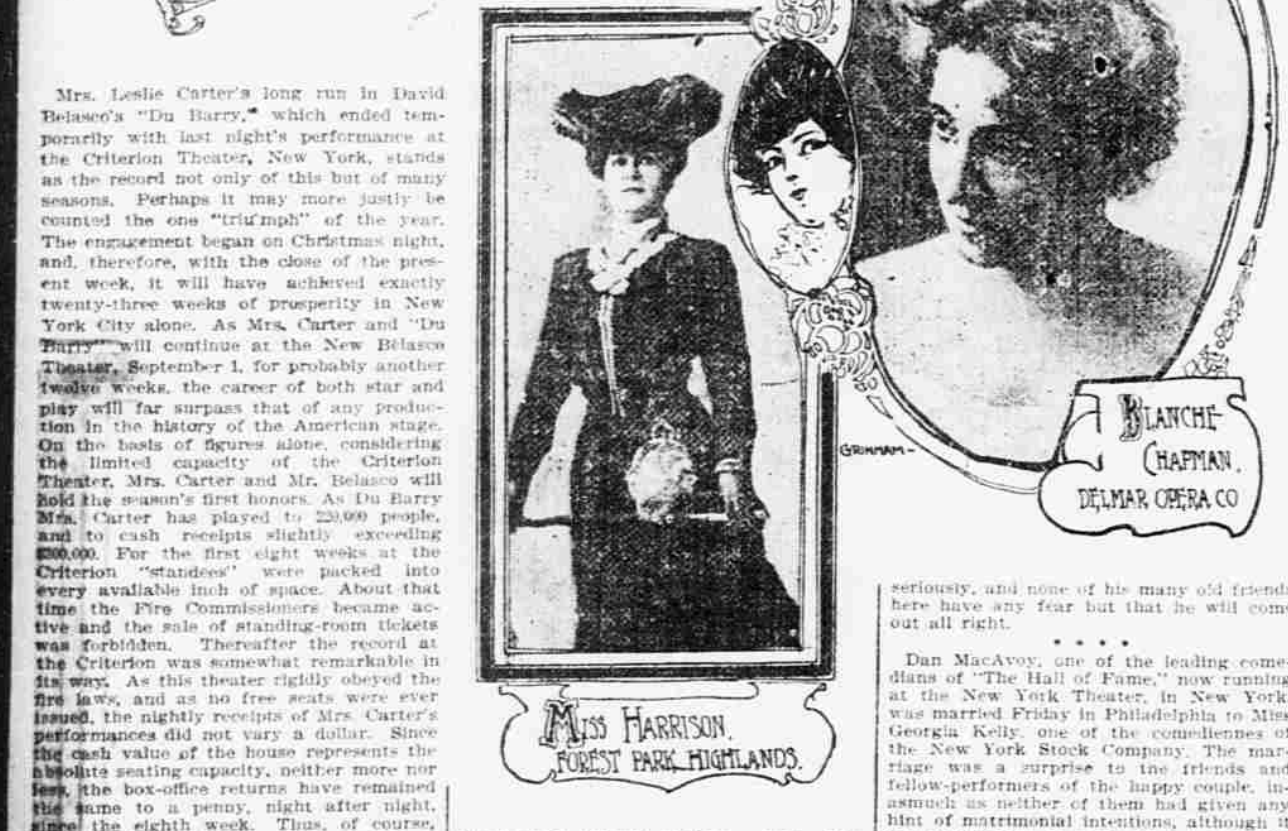 Mrs. Leslie Carter's long run in David
Belasco's "Du Barry," which ended tem-
porarily with last night's performance at
the Criterion Theater, New York, stands
as the record not only of this but of many
seasons. Perhaps it may more justly be
counted the one "triumph" of the year.
The engagement began on Christmas night,
and, therefore, with the close of the pres-
ent week, it will have achieved exactly
twenty-three weeks of prosperity in New
York City alone. As Mrs. Carter and "Du
Barry" will continue at the New Belasco
Theater, September 1, for probably another
twelve weeks, the career of both star and
play will far surpass that of any produc-
tion in the history of the American stage.
On the basis of figures alone, considering
the limited capacity of the Criterion
Theater, Mrs. Carter and Mr. Belasco will
hold the season's first honors. As Du Barry
Mrs. Carter has played to 220,000 people,
and to cash receipts slightly exceeding
$300,000. For the first eight weeks at the
Criterion "standees" were packed into
every available inch of space. About that
time the Fire Commissioners became ac-
tive and the sale of standing-room tickets
was forbidden. Thereafter the record at
the Criterion was somewhat remarkable in
its way. As this theater rigidly obeyed the
fire laws, and as no free seats were ever
issued, the nightly receipts of Mrs. Carter's
performances did not vary a dollar. Since
the cash value of the house represents the
absolute seating capacity, neither more nor
less, the box-office returns have remained
the same to a penny, night after night,
since the eighth week. Thus, of course,
MISS HARRISON,
FOREST PARK HIGHLANDS.
GRINHAM-
BLANCHE
CHAPMAN,
DELMAR OPERA CO
seriously, and none of his many old friend
here have any fear but that he will com
out all right.
* * * *
Dan MacAvoy, one of the leading come-
dians of "The Hall of Fame," now running
at the New York Theater, in New York
was married Friday in Philadelphia to Miss
Georgia Kelly, one of the comediennes of
the New York Stock Company. The mar-
riage was a surprise to the friends and
fellow-performers of the happy couple, in-
asmuch as neither of them had given any
hint of matrimonial intentions, although i